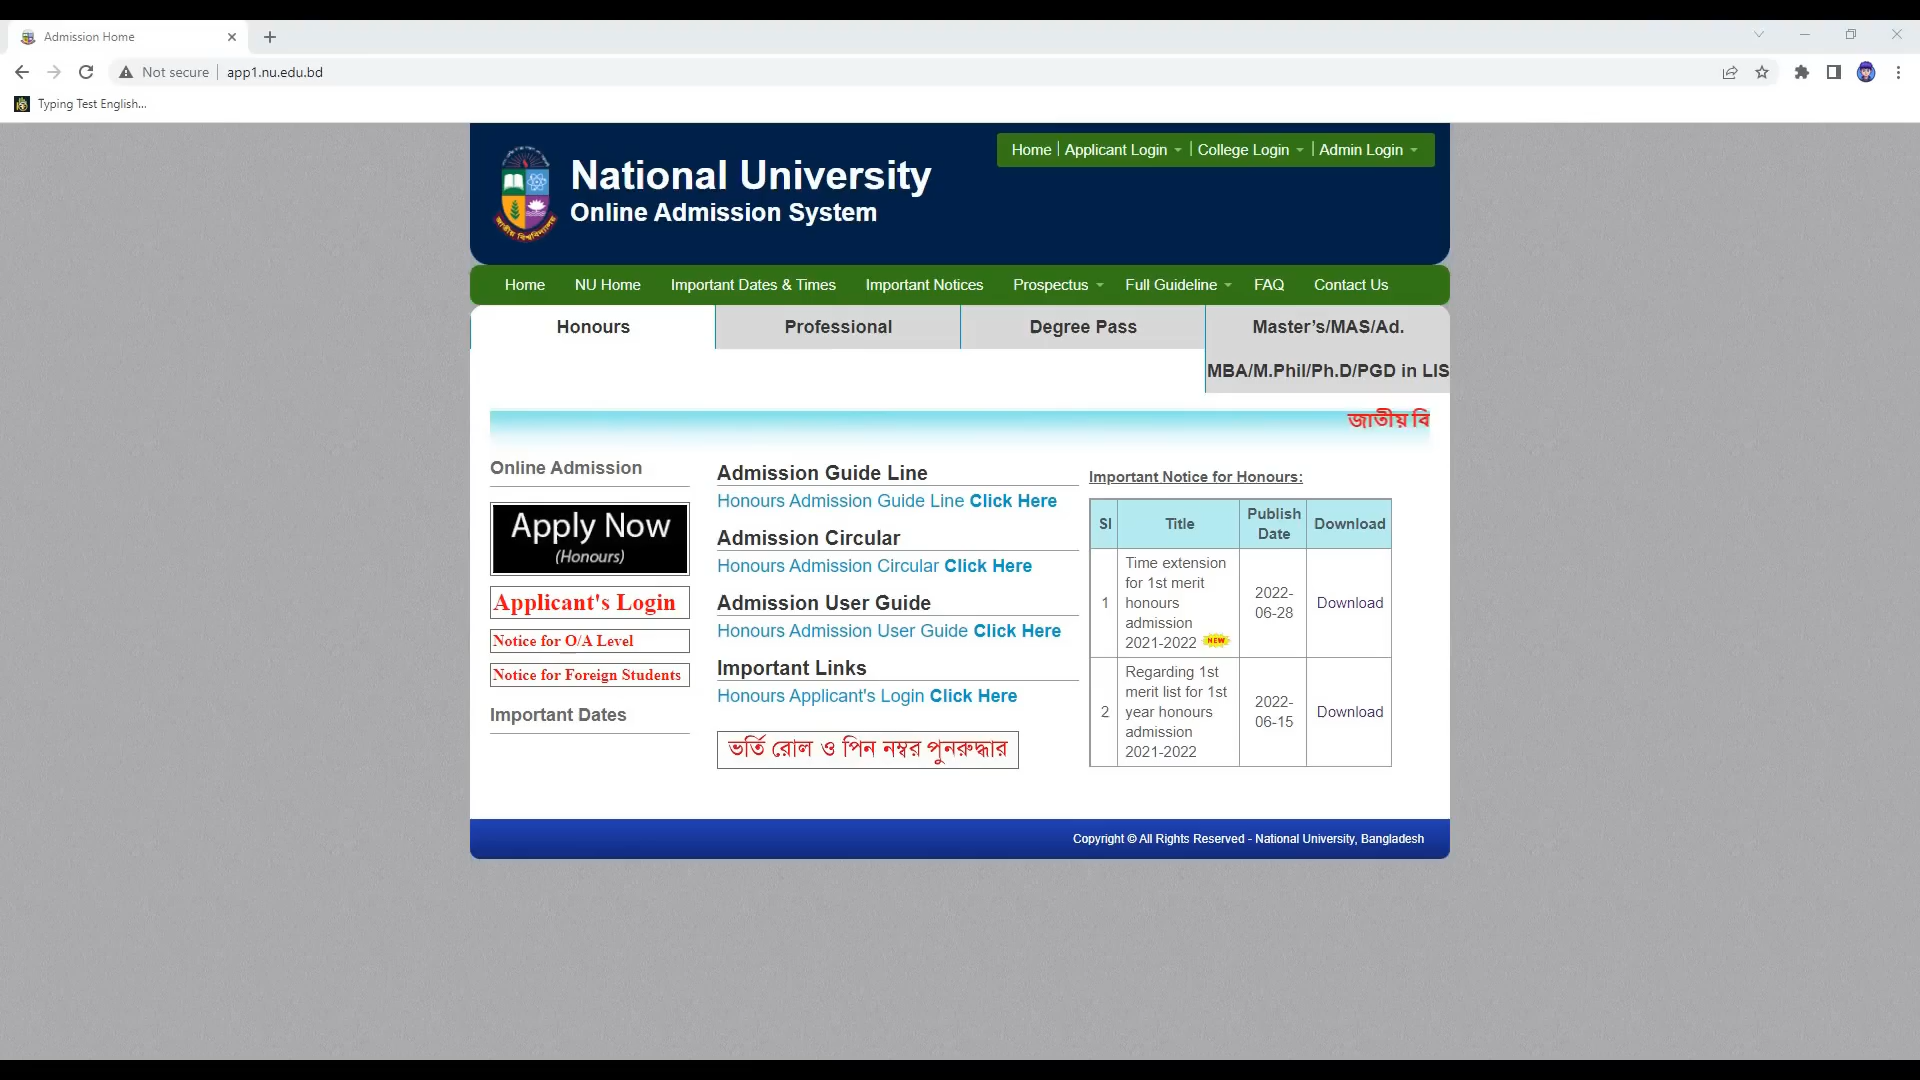 Admission Home
Not secure
app1.nu.edu.bd
Typing Test English...
Home
Applicant Login
College Login
Admin Login
National University
Online Admission System
Home
NU Home
Important Dates & Times
Important Notices
Prospectus
Full Guideline
FAQ
Contact Us
Honours
Professional
Degree Pass
Master’s/MAS/Ad.
MBA/M.Phil/Ph.D/PGD in LIS
জাতীয় বি
Online Admission
Apply Now
(Honours)
Applicant's Login
Notice for O/A Level
Notice for Foreign Students
Important Dates
Admission Guide Line
Honours Admission Guide Line Click Here
Admission Circular
Honours Admission Circular Click Here
Admission User Guide
Honours Admission User Guide Click Here
Important Links
Honours Applicant's Login Click Here
ভর্তি রোল ও পিন নম্বর পুনরুদ্ধার
Important Notice for Honours:
Sl
Title
Publish
Date
Download
1
Time extension
for 1st merit
honours
admission
2021-2022 NEW
2022-
06-28
Download
2
Regarding 1st
merit list for 1st
year honours
admission
2021-2022
2022-
06-15
Download
Copyright © All Rights Reserved - National University, Bangladesh